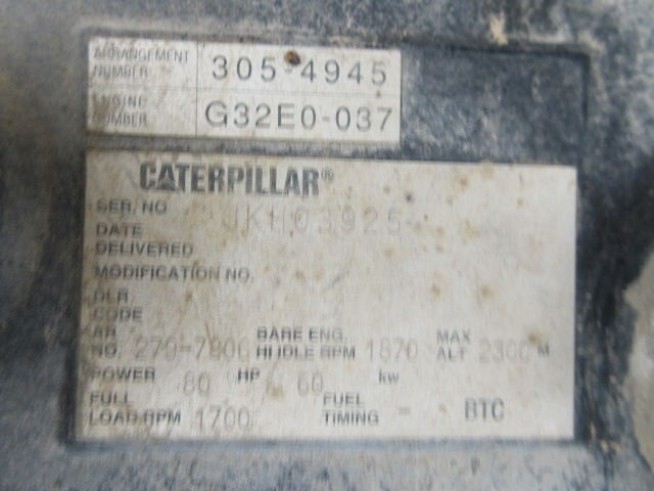 ARRANGEMENT NUMBER 305-4945
ENGINE NUMBER G32E0-037
CATERPILLAR®
SER. NO JKH03925
DATE
DELIVERED
MODIFICATION NO.
DLR
CODE
AR NO. 279-7806 BARE ENG. HI IDLE RPM 1870 MAX ALT 2300 M
POWER 80 HP 60 kw
FULL LOAD RPM 1700 FUEL TIMING - BTC